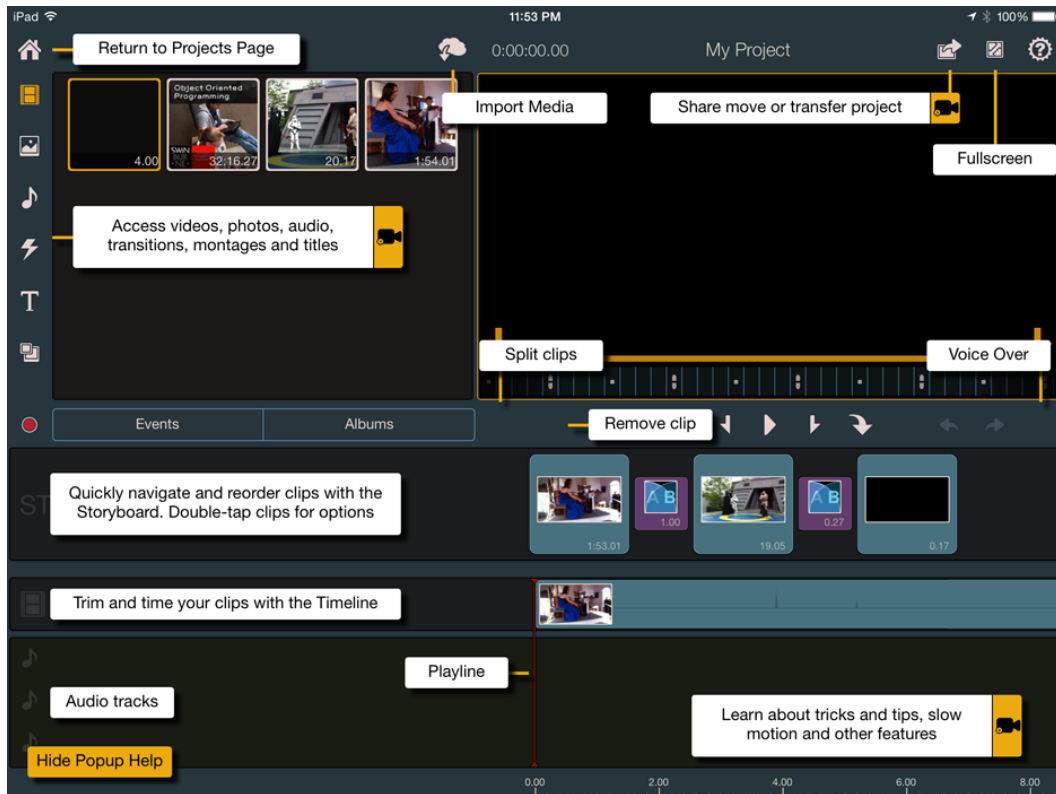 iPad
11:53 PM
100%
Return to Projects Page
0:00:00.00
My Project
Import Media
Share move or transfer project
Fullscreen
Object Oriented
Programming
SWIN
BUR
NE
4.00
32:16.27
20.17
1:54.01
Access videos, photos, audio,
transitions, montages and titles
T
Split clips
Voice Over
Events
Albums
Remove clip
ST
Quickly navigate and reorder clips with the
Storyboard. Double-tap clips for options
A B
A B
1:53.01
1.00
19.05
0.27
0.17
Trim and time your clips with the Timeline
Playline
Audio tracks
Learn about tricks and tips, slow
motion and other features
Hide Popup Help
0.00
2.00
4.00
6.00
8.00